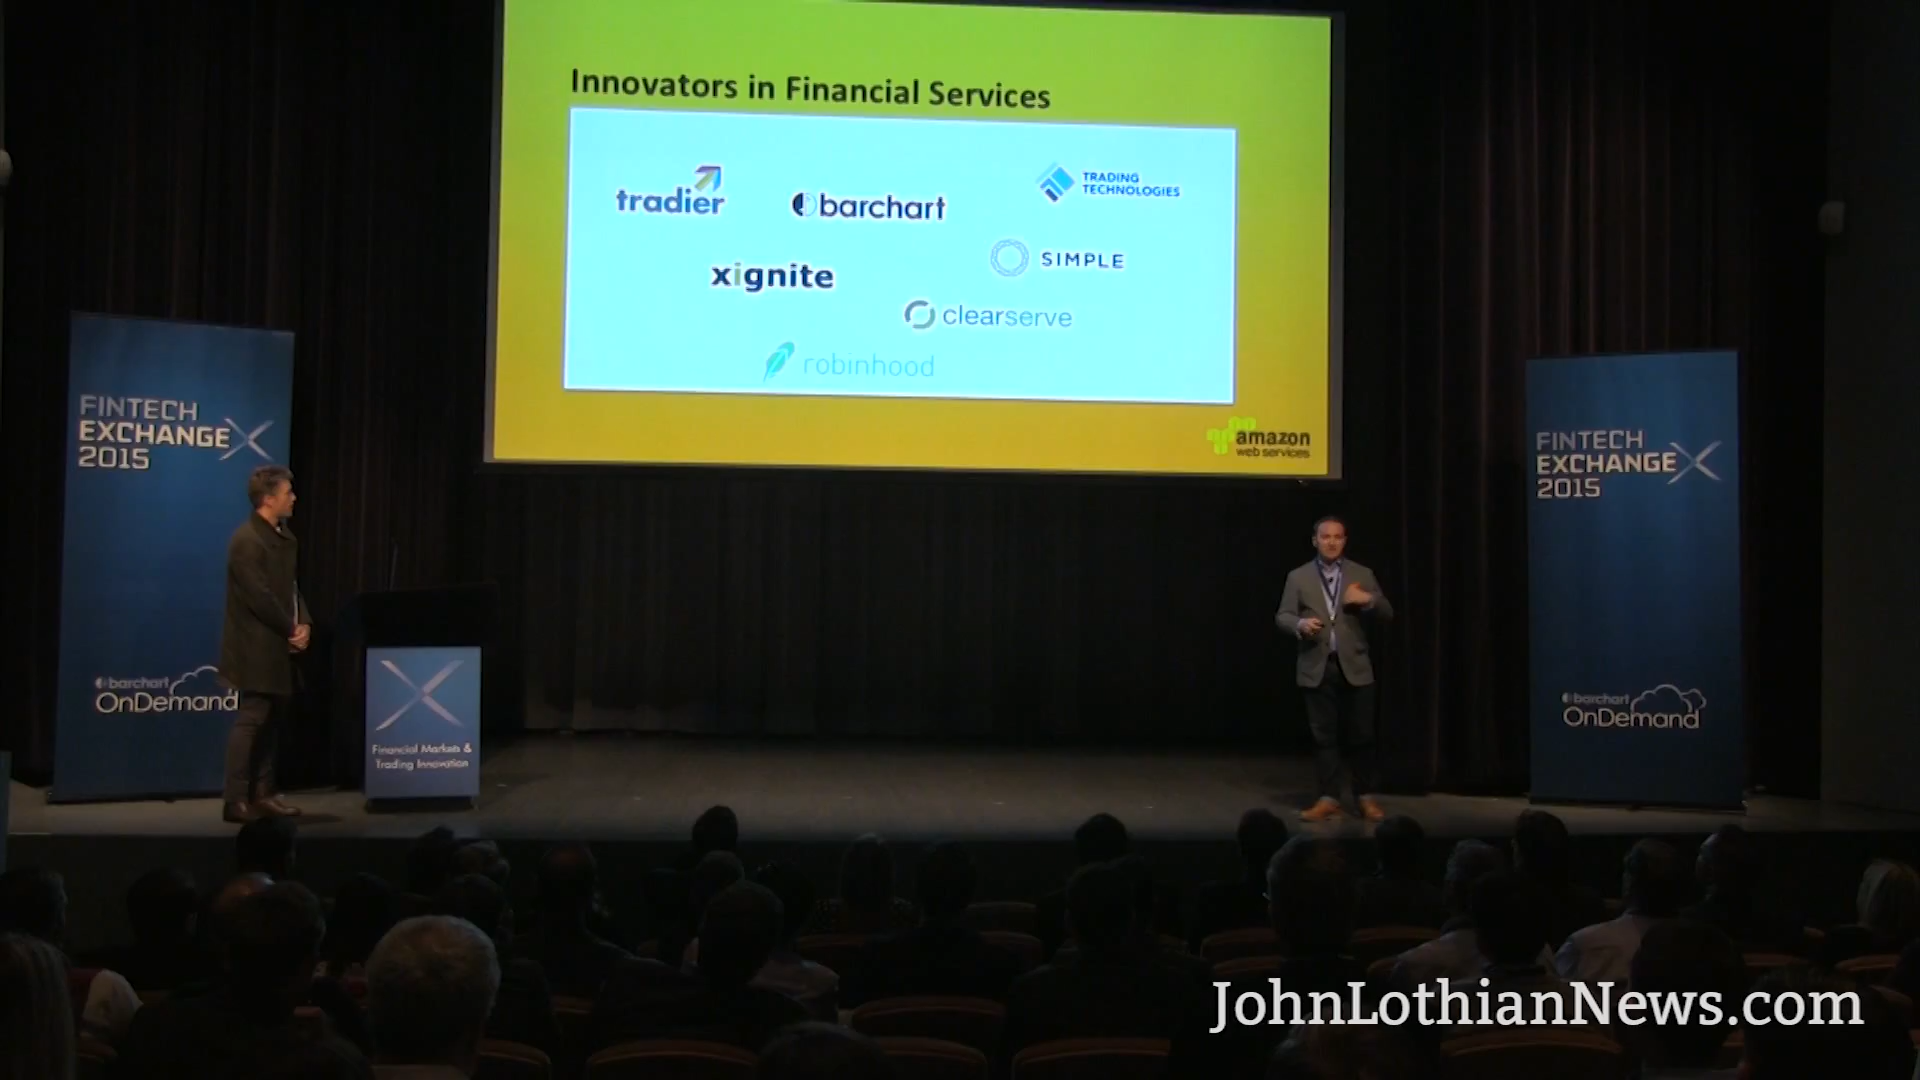 Innovators in Financial Services
tradier
barchart
TRADING
TECHNOLOGIES
xignite
SIMPLE
clearserve
robinhood
amazon
web services
FINTECH
EXCHANGE
2015
barchart
OnDemand
Financial Markets &
Trading Innovation
FINTECH
EXCHANGE
2015
barchart
OnDemand
JohnLothianNews.com